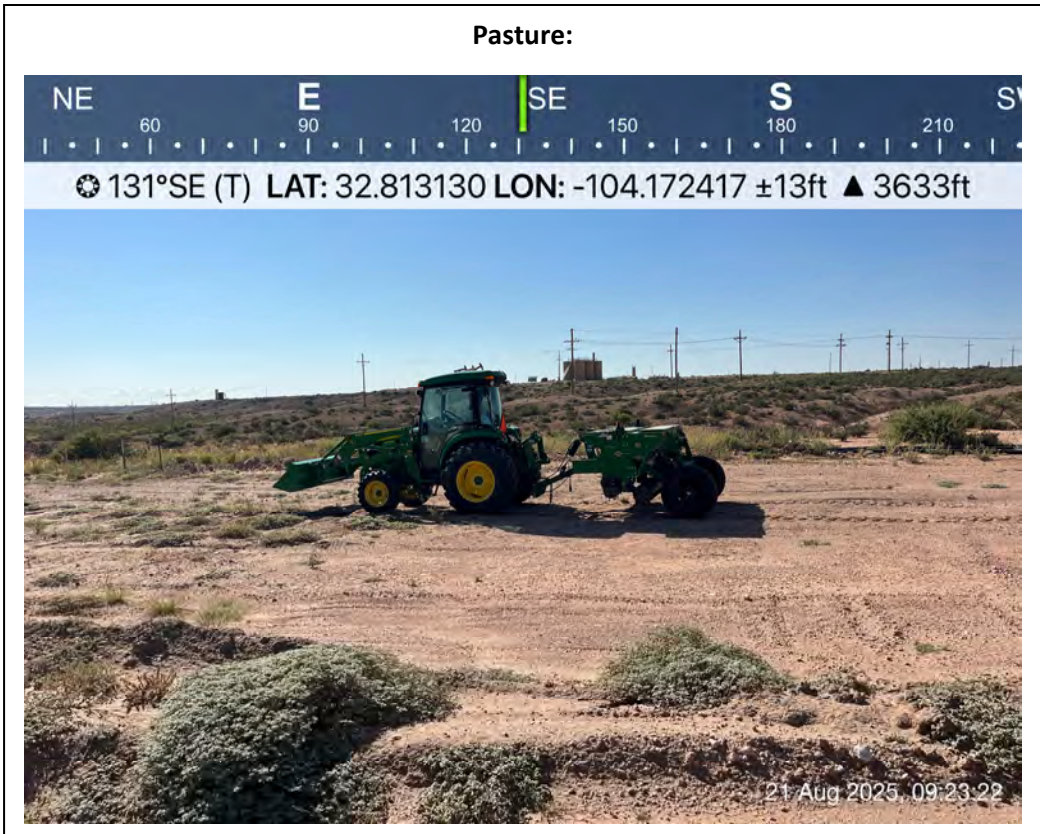 Pasture:
NE E SE S SW
60 90 120 150 180 210
131°SE (T) LAT: 32.813130 LON: -104.172417 ±13ft ▲ 3633ft
21 Aug 2025, 09:23:22